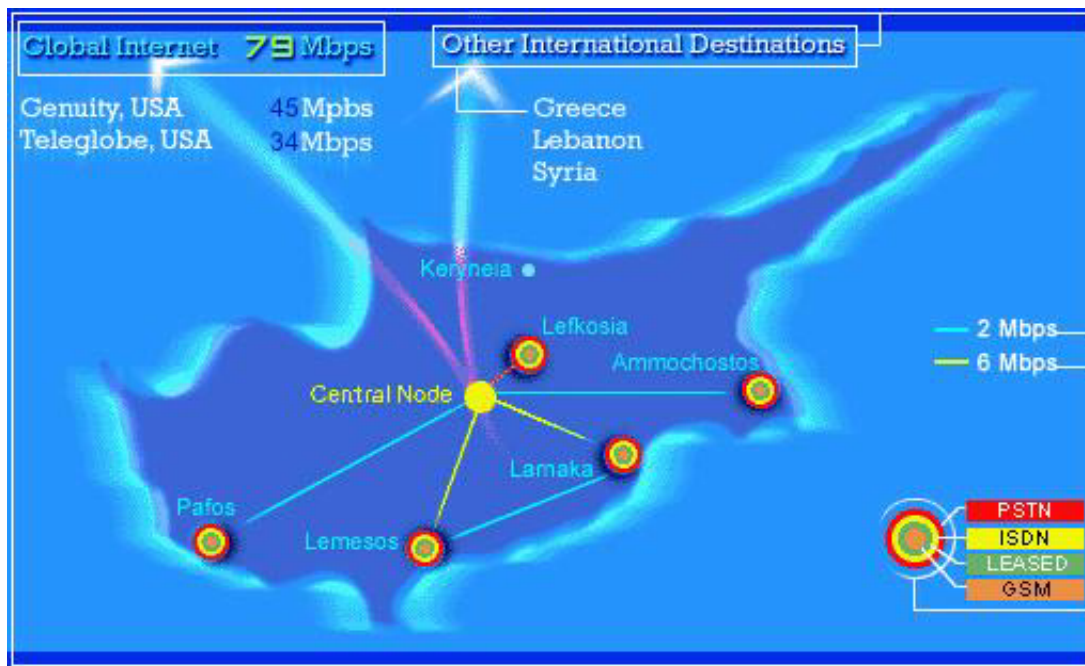 Global Internet 79 Mbps
Genuity, USA 45 Mpbs
Teleglobe, USA 34 Mbps
Other International Destinations
Greece
Lebanon
Syria
Keryneia
Lefkosia
Ammochostos
2 Mbps
6 Mbps
Central Node
Larnaka
Pafos
Lemesos
PSTN
ISDN
LEASED
GSM